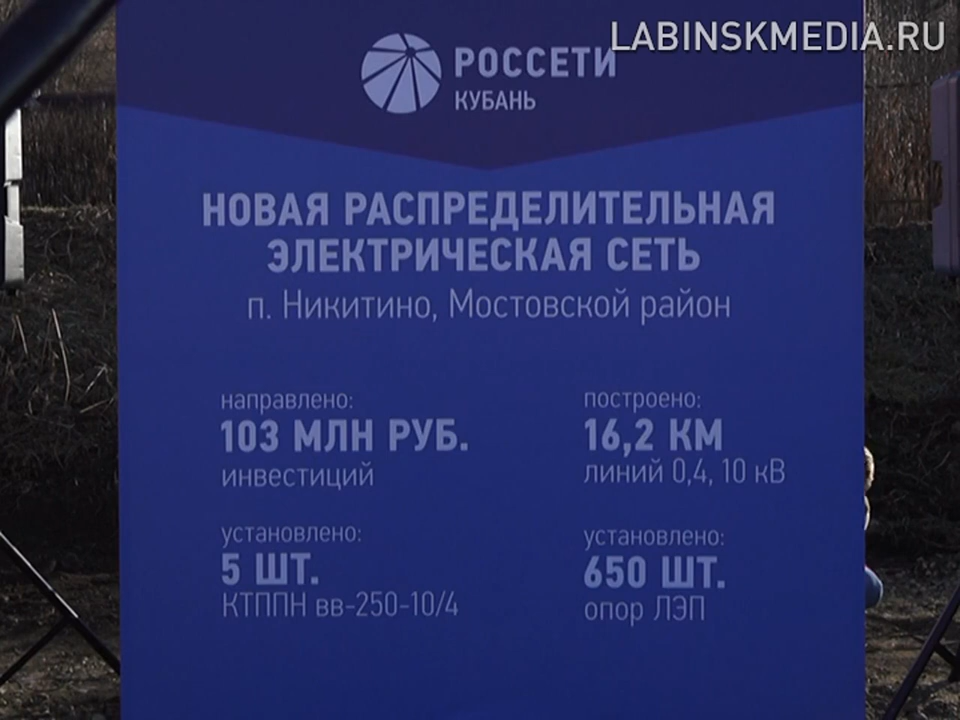 LABINSKMEDIA.RU
РОССЕТИ
КУБАНЬ
НОВАЯ РАСПРЕДЕЛИТЕЛЬНАЯ
ЭЛЕКТРИЧЕСКАЯ СЕТЬ
п. Никитино, Мостовской район
направлено:
103 МЛН РУБ.
инвестиций
построено:
16,2 КМ
линий 0,4, 10 кВ
установлено:
5 ШТ.
КТППН вв-250-10/4
установлено:
650 ШТ.
опор ЛЭП